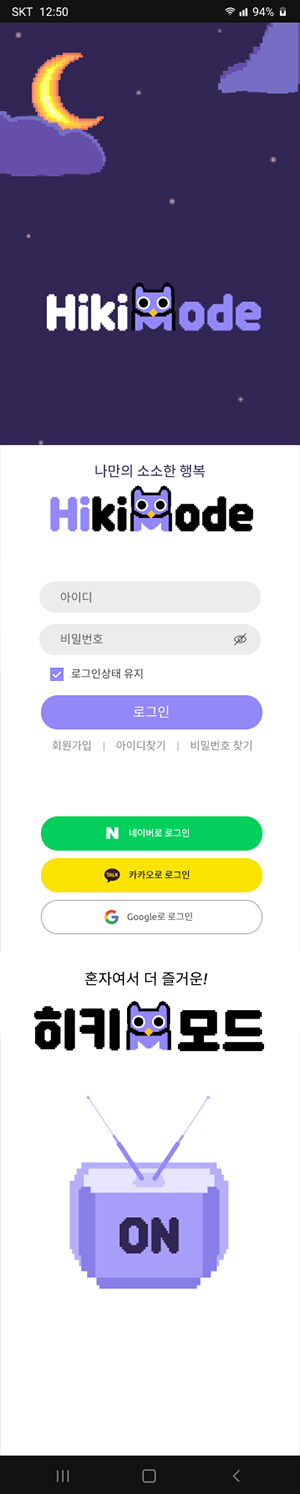 SKT 12:50 94%
HikiMode
나만의 소소한 행복
HikiMode
아이디
비밀번호
로그인상태 유지
로그인
회원가입 | 아이디찾기 | 비밀번호 찾기
N 네이버로 로그인
TALK 카카오로 로그인
G Google로 로그인
혼자여서 더 즐거운!
히키M모드
ON